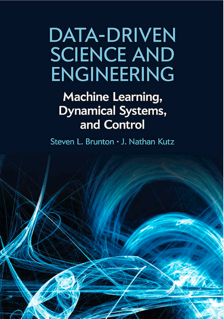 DATA-DRIVEN
SCIENCE AND
ENGINEERING
Machine Learning,
Dynamical Systems,
and Control
Steven L. Brunton • J. Nathan Kutz